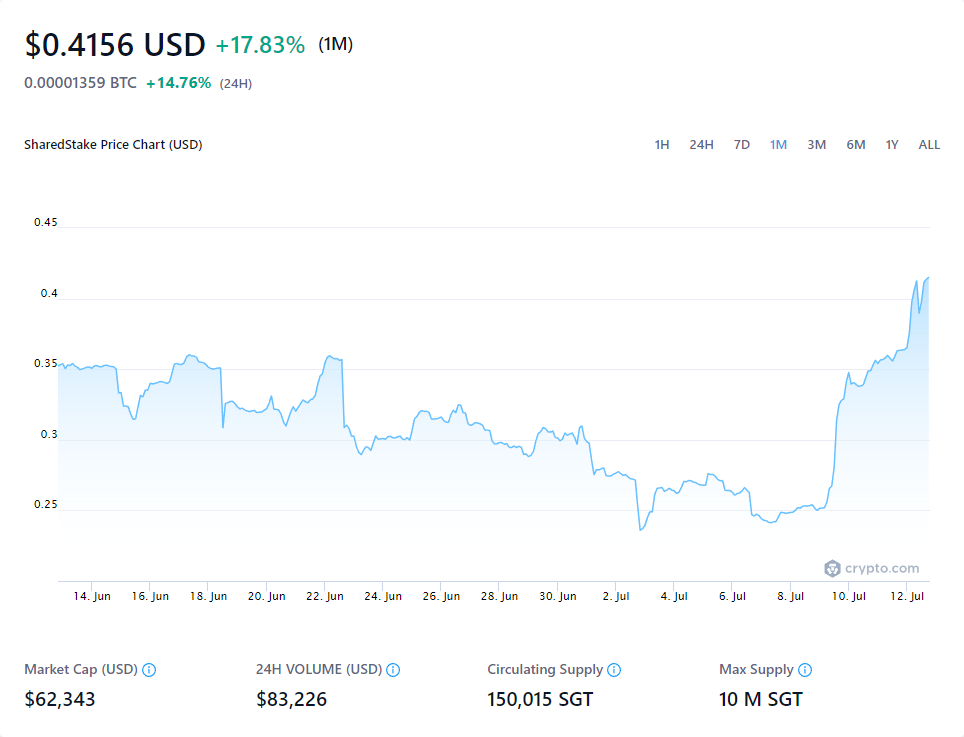 $0.4156 USD +17.83% (1M)
0.00001359 BTC +14.76% (24H)
SharedStake Price Chart (USD) 1H 24H 7D 1M 3M 6M 1Y ALL
0.45
0.4
0.35
0.3
0.25
crypto.com
14. Jun 16. Jun 18. Jun 20. Jun 22. Jun 24. Jun 26. Jun 28. Jun 30. Jun 2. Jul 4. Jul 6. Jul 8. Jul 10. Jul 12. Jul
Market Cap (USD) 24H VOLUME (USD) Circulating Supply Max Supply
$62,343 $83,226 150,015 SGT 10 M SGT